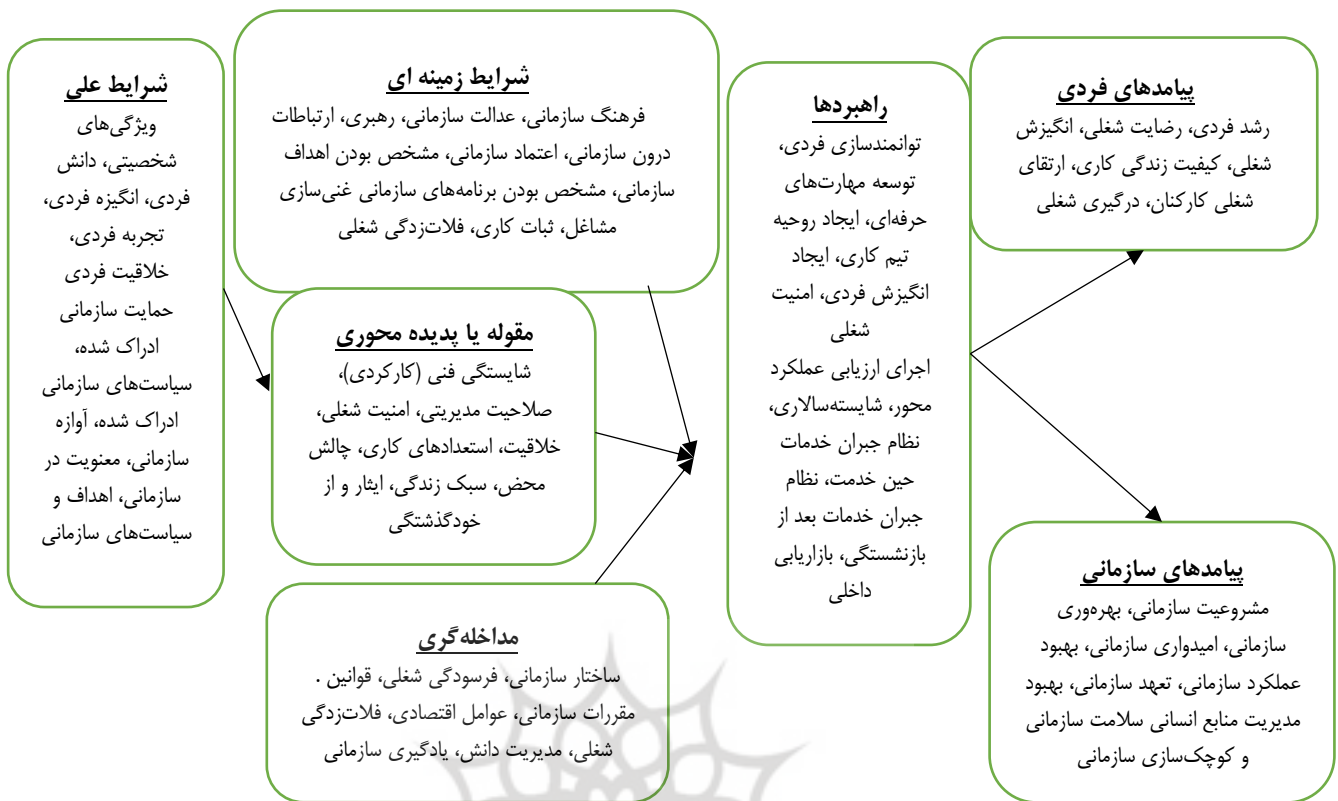 شرایط علی
ویژگی‌های
شخصیتی، دانش
فردی، انگیزه فردی،
تجربه فردی،
خلاقیت فردی
حمایت سازمانی
ادراک شده،
سیاست‌های سازمانی
ادراک شده، آوازه
سازمانی، معنویت در
سازمانی، اهداف و
سیاست‌های سازمانی
شرایط زمینه ای
فرهنگ سازمانی، عدالت سازمانی، رهبری، ارتباطات
درون سازمانی، اعتماد سازمانی، مشخص بودن اهداف
سازمانی، مشخص بودن برنامه‌های سازمانی غنی‌سازی
مشاغل، ثبات کاری، فلات‌زدگی شغلی
مقوله یا پدیده محوری
شایستگی فنی (کارکردی)،
صلاحیت مدیریتی، امنیت شغلی،
خلاقیت، استعدادهای کاری، چالش
محض، سبک زندگی، ایثار و از
خودگذشتگی
مداخله‌گری
ساختار سازمانی، فرسودگی شغلی، قوانین .
مقررات سازمانی، عوامل اقتصادی، فلات‌زدگی
شغلی، مدیریت دانش، یادگیری سازمانی
راهبردها
توانمندسازی فردی،
توسعه مهارت‌های
حرفه‌ای، ایجاد روحیه
تیم کاری، ایجاد
انگیزش فردی، امنیت
شغلی
اجرای ارزیابی عملکرد
محور، شایسته‌سالاری،
نظام جبران خدمات
حین خدمت، نظام
جبران خدمات بعد از
بازنشستگی، بازاریابی
داخلی
پیامدهای فردی
رشد فردی، رضایت شغلی، انگیزش
شغلی، کیفیت زندگی کاری، ارتقای
شغلی کارکنان، درگیری شغلی
پیامدهای سازمانی
مشروعیت سازمانی، بهره‌وری
سازمانی، امیدواری سازمانی، بهبود
عملکرد سازمانی، تعهد سازمانی، بهبود
مدیریت منابع انسانی سلامت سازمانی
و کوچک‌سازی سازمانی